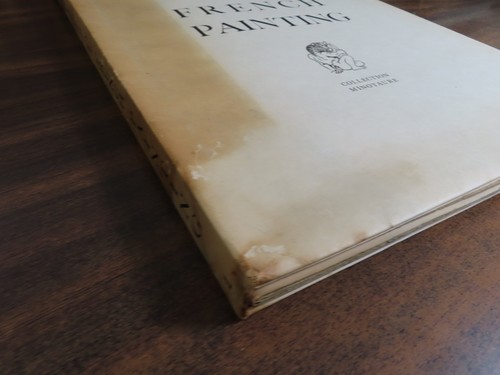 FRENCH
PAINTING
COLLECTION
MINOTAURE